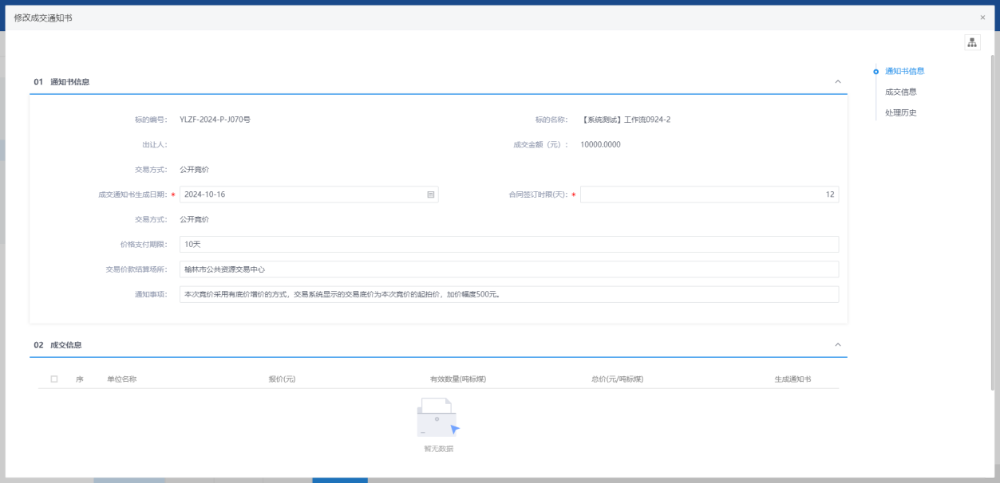 修改成交通知书
×
01 通知书信息
标的编号： YLZF-2024-P-J070号
标的名称： 【系统测试】工作流0924-2
出让人：
成交金额（元）： 10000.0000
交易方式： 公开竞价
成交通知书生成日期： * 2024-10-16
合同签订时限(天)： * 12
交易方式： 公开竞价
价格支付期限： 10天
交易价款结算场所： 榆林市公共资源交易中心
通知事项： 本次竞价采用有底价增价的方式，交易系统显示的交易底价为本次竞价的起拍价，加价幅度500元。
02 成交信息
序 单位名称 报价(元) 有效数量(吨标煤) 总价(元/吨标煤) 生成通知书
暂无数据
通知书信息
成交信息
处理历史